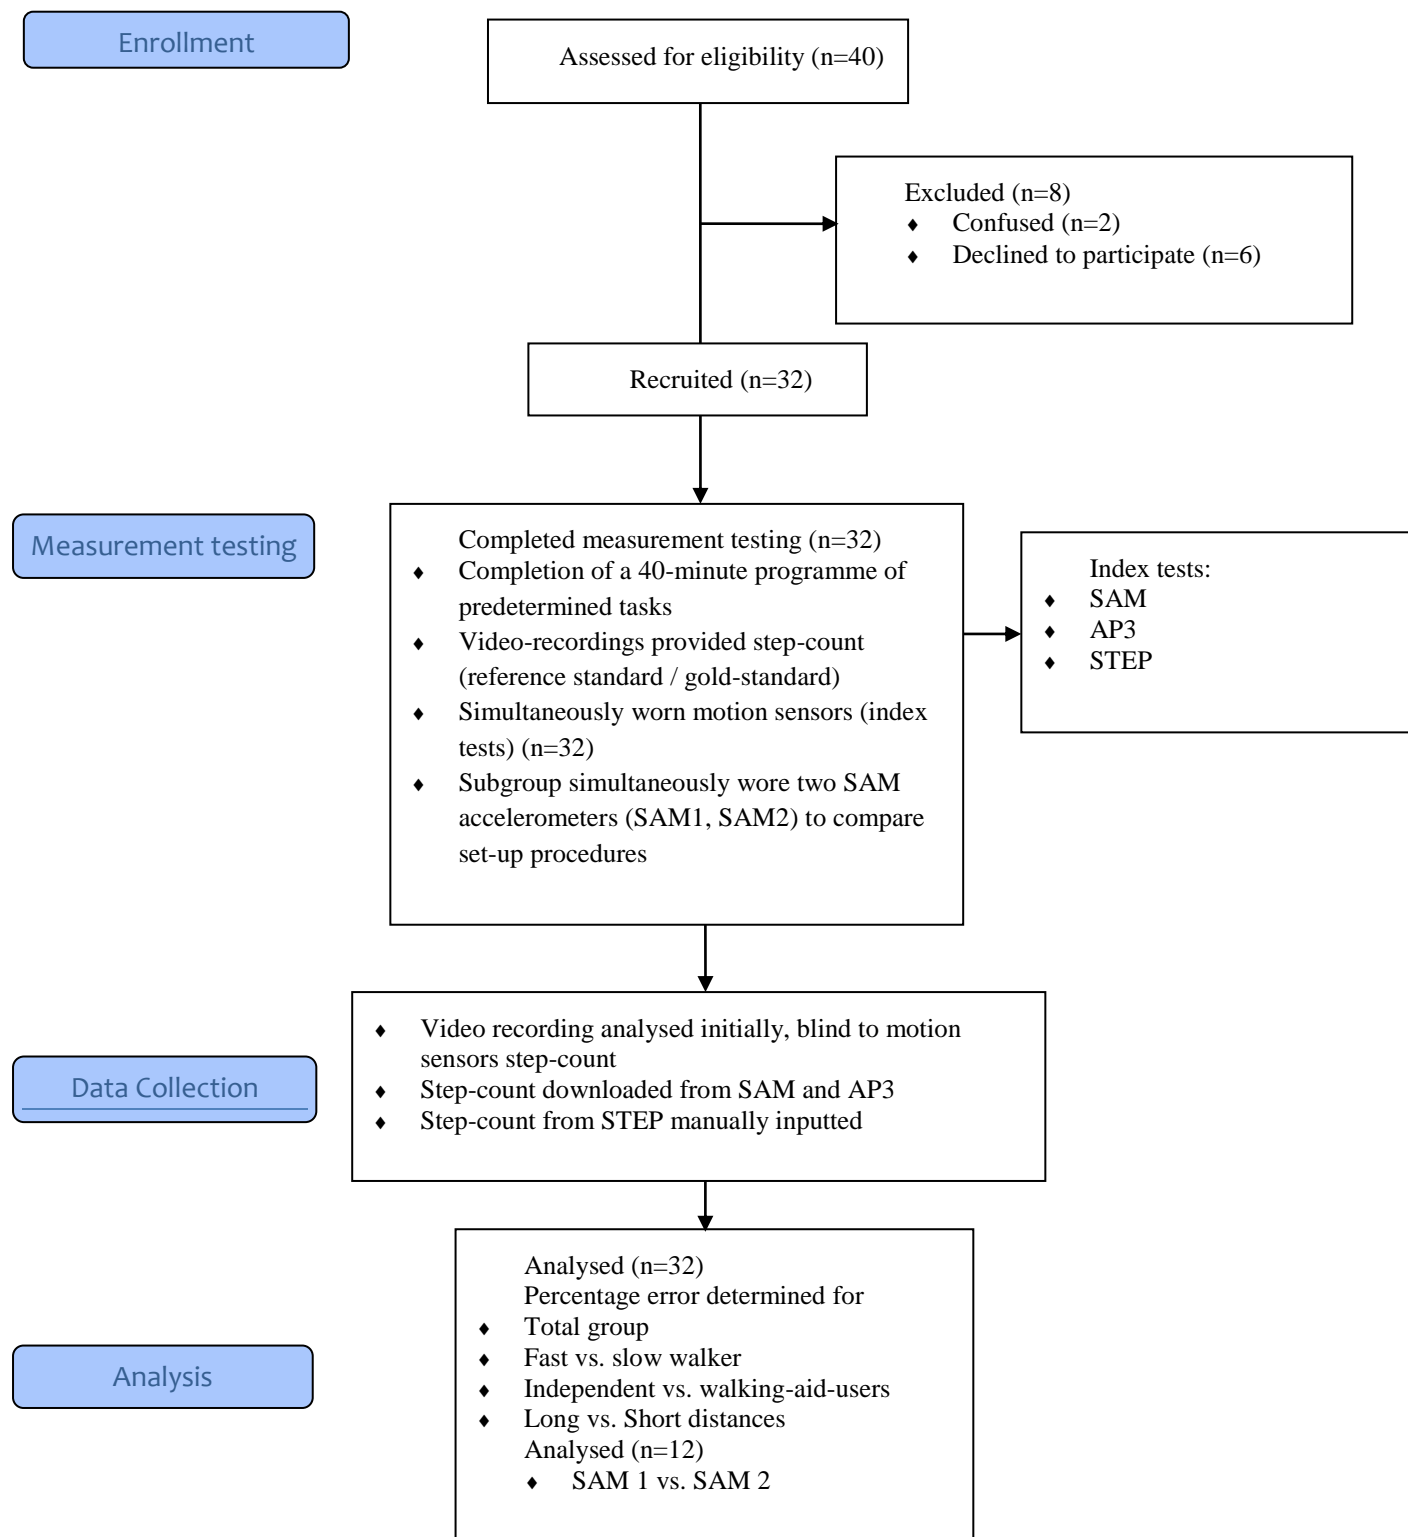 Enrollment
Assessed for eligibility (n=40)
Excluded (n=8)
♦ Confused (n=2)
♦ Declined to participate (n=6)
Recruited (n=32)
Measurement testing
Completed measurement testing (n=32)
♦ Completion of a 40-minute programme of
predetermined tasks
♦ Video-recordings provided step-count
(reference standard / gold-standard)
♦ Simultaneously worn motion sensors (index
tests) (n=32)
♦ Subgroup simultaneously wore two SAM
accelerometers (SAM1, SAM2) to compare
set-up procedures
Index tests:
♦ SAM
♦ AP3
♦ STEP
Data Collection
♦ Video recording analysed initially, blind to motion
sensors step-count
♦ Step-count downloaded from SAM and AP3
♦ Step-count from STEP manually inputted
Analysis
Analysed (n=32)
Percentage error determined for
♦ Total group
♦ Fast vs. slow walker
♦ Independent vs. walking-aid-users
♦ Long vs. Short distances
Analysed (n=12)
♦ SAM 1 vs. SAM 2